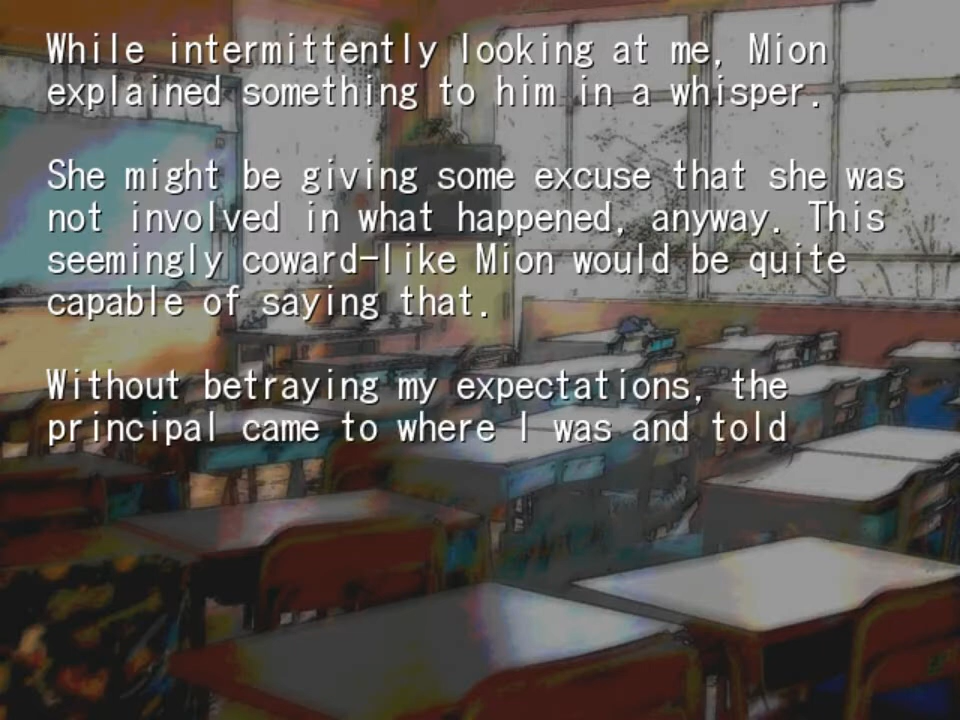 While intermittently looking at me, Mion
explained something to him in a whisper.
She might be giving some excuse that she was
not involved in what happened, anyway. This
seemingly coward-like Mion would be quite
capable of saying that.
Without betraying my expectations, the
principal came to where I was and told